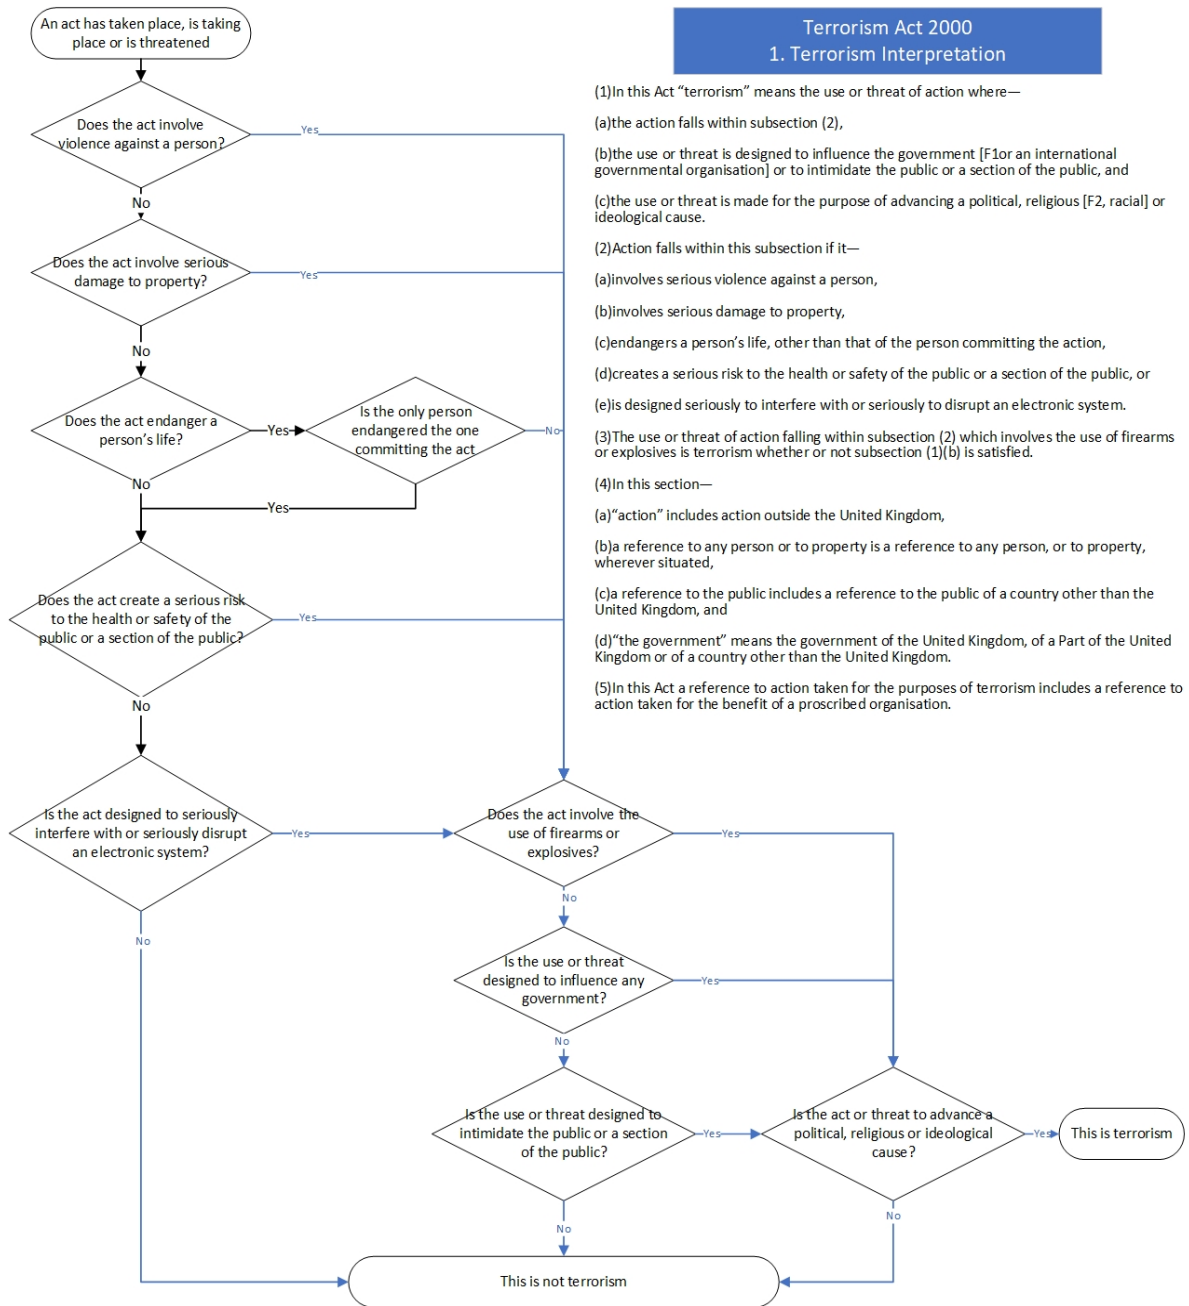 An act has taken place, is taking
place or is threatened
Terrorism Act 2000
1. Terrorism Interpretation
(1)In this Act “terrorism” means the use or threat of action where—
(a)the action falls within subsection (2),
(b)the use or threat is designed to influence the government [F1or an international
governmental organisation] or to intimidate the public or a section of the public, and
(c)the use or threat is made for the purpose of advancing a political, religious [F2, racial] or
ideological cause.
(2)Action falls within this subsection if it—
(a)involves serious violence against a person,
(b)involves serious damage to property,
(c)endangers a person’s life, other than that of the person committing the action,
(d)creates a serious risk to the health or safety of the public or a section of the public, or
(e)is designed seriously to interfere with or seriously to disrupt an electronic system.
(3)The use or threat of action falling within subsection (2) which involves the use of firearms
or explosives is terrorism whether or not subsection (1)(b) is satisfied.
(4)In this section—
(a)“action” includes action outside the United Kingdom,
(b)a reference to any person or to property is a reference to any person, or to property,
wherever situated,
(c)a reference to the public includes a reference to the public of a country other than the
United Kingdom, and
(d)“the government” means the government of the United Kingdom, of a Part of the United
Kingdom or of a country other than the United Kingdom.
(5)In this Act a reference to action taken for the purposes of terrorism includes a reference to
action taken for the benefit of a proscribed organisation.
Does the act involve
violence against a person?
Yes
No
Does the act involve serious
damage to property?
Yes
No
Does the act endanger a
person’s life?
Yes
Is the only person
endangered the one
committing the act
No
No
Yes
Does the act create a serious risk
to the health or safety of the
public or a section of the public?
Yes
No
Is the act designed to seriously
interfere with or seriously disrupt
an electronic system?
Yes
No
Does the act involve the
use of firearms or
explosives?
Yes
No
Is the use or threat
designed to influence any
government?
Yes
No
Is the use or threat designed to
intimidate the public or a section
of the public?
Yes
No
Is the act or threat to advance a
political, religious or ideological
cause?
Yes
No
This is terrorism
This is not terrorism